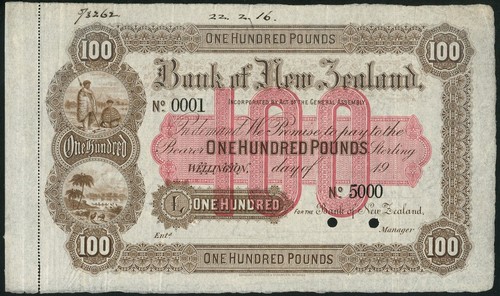 73262 22.2.16.
100 ONE HUNDRED POUNDS 100
Bank of New Zealand.
INCORPORATED BY ACT OF THE GENERAL ASSEMBLY
No. 0001
100
On demand We Promise to pay to the
Bearer ONE HUNDRED POUNDS Sterling
One Hundred
WELLINGTON, day of 19
No. 5000
L ONE HUNDRED
FOR THE Bank of New Zealand,
Entd. Manager
100 ONE HUNDRED POUNDS 100